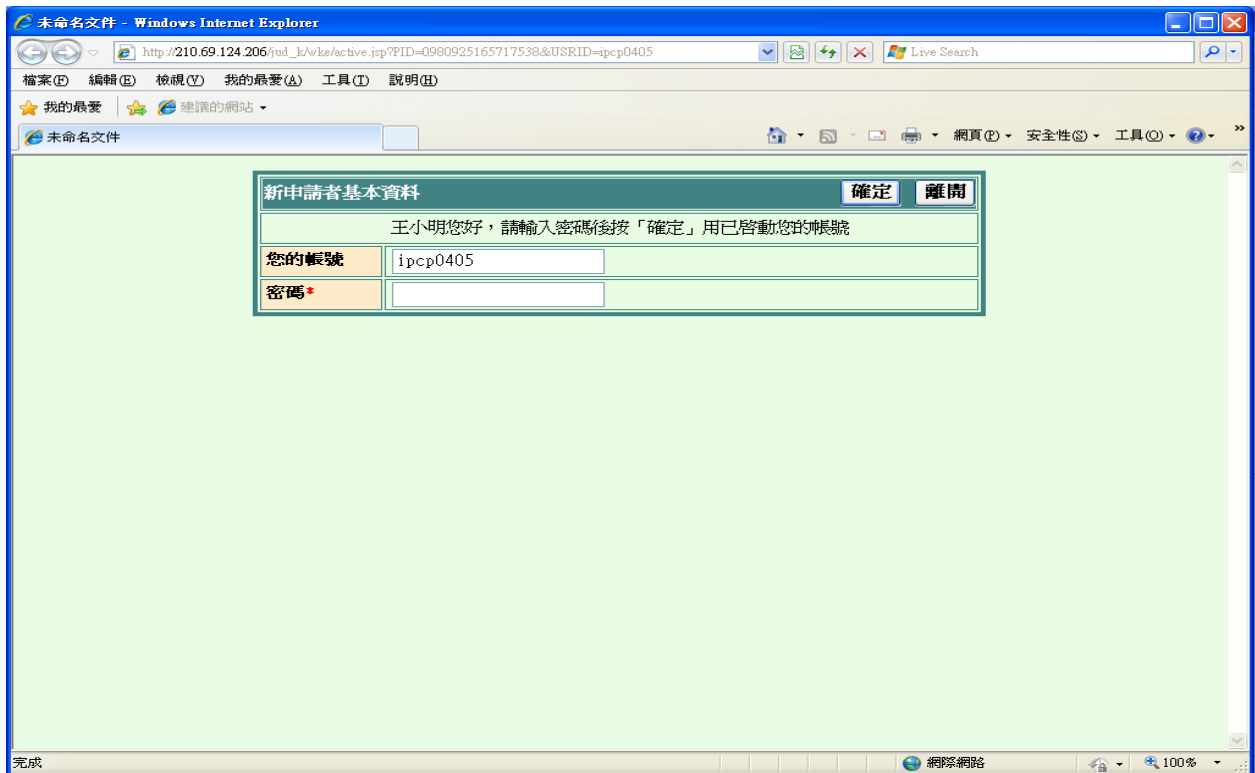 未命名文件 - Windows Internet Explorer
http://210.69.124.206/jud_k/wke/active.jsp?PID=0980925165717538&USRID=ipcp0405
Live Search
檔案(F) 編輯(E) 檢視(V) 我的最愛(A) 工具(T) 說明(H)
我的最愛 建議的網站
未命名文件
網頁(P) 安全性(S) 工具(O)
新申請者基本資料 確定 離開
王小明您好，請輸入密碼後按「確定」用已啓動您的帳號
您的帳號 ipcp0405
密碼*
完成 網際網路 100%